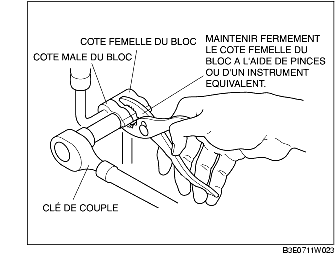 COTE FEMELLE DU BLOC
COTE MALE DU BLOC
MAINTENIR FERMEMENT
LE COTE FEMELLE DU
BLOC A L'AIDE DE PINCES
OU D'UN INSTRUMENT
EQUIVALENT.
CLÉ DE COUPLE
B3E0711W023